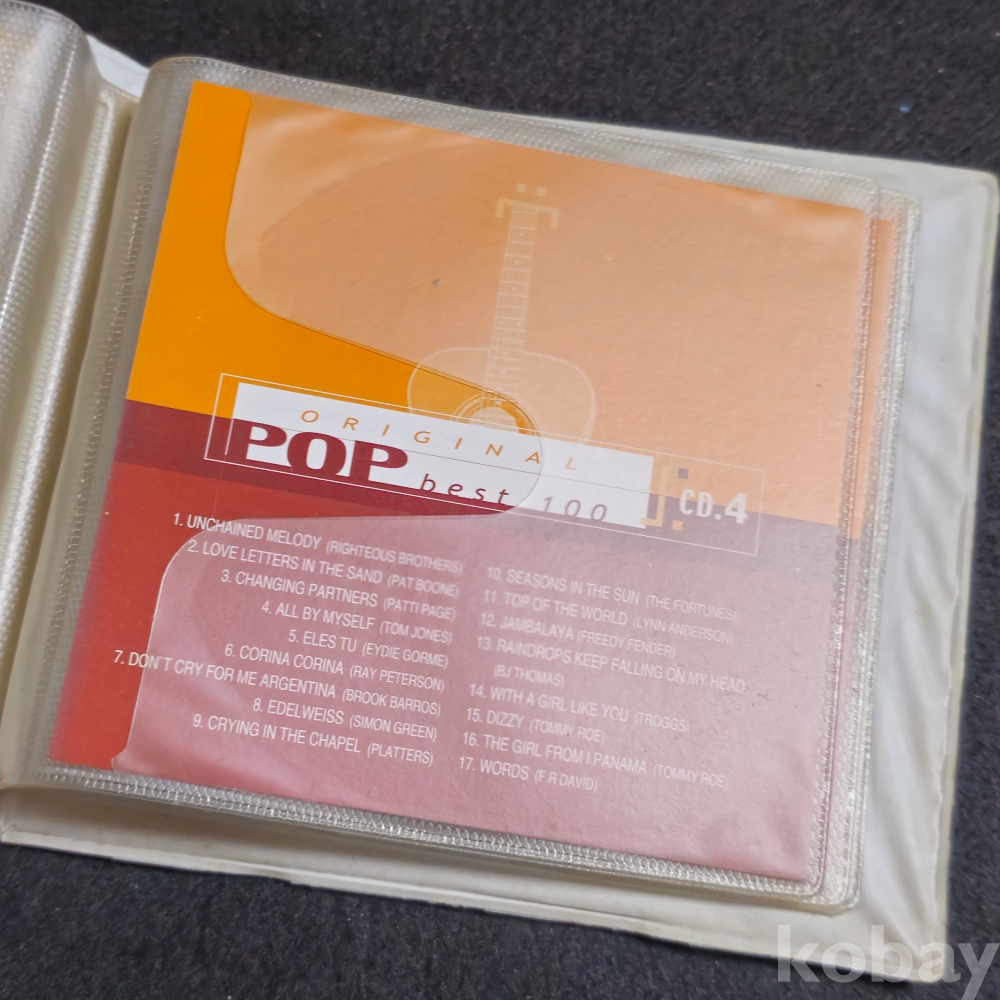 ORIGINAL
POP best 100
CD.4
1. UNCHAINED MELODY (RIGHTEOUS BROTHERS)
2. LOVE LETTERS IN THE SAND (PAT BOONE)
3. CHANGING PARTNERS (PATTI PAGE)
4. ALL BY MYSELF (TOM JONES)
5. ELES TU (EYDIE GORME)
6. CORINA CORINA (RAY PETERSON)
7. DON'T CRY FOR ME ARGENTINA (BROOK BARROS)
8. EDELWEISS (SIMON GREEN)
9. CRYING IN THE CHAPEL (PLATTERS)
10. SEASONS IN THE SUN (THE FORTUNES)
11. TOP OF THE WORLD (LYNN ANDERSON)
12. JAMBALAYA (FREEDY FENDER)
13. RAINDROPS KEEP FALLING ON MY HEAD
(BJ THOMAS)
14. WITH A GIRL LIKE YOU (TROGGS)
15. DIZZY (TOMMY ROE)
16. THE GIRL FROM I PANAMA (TOMMY ROE)
17. WORDS (F.R DAVID)
kobay